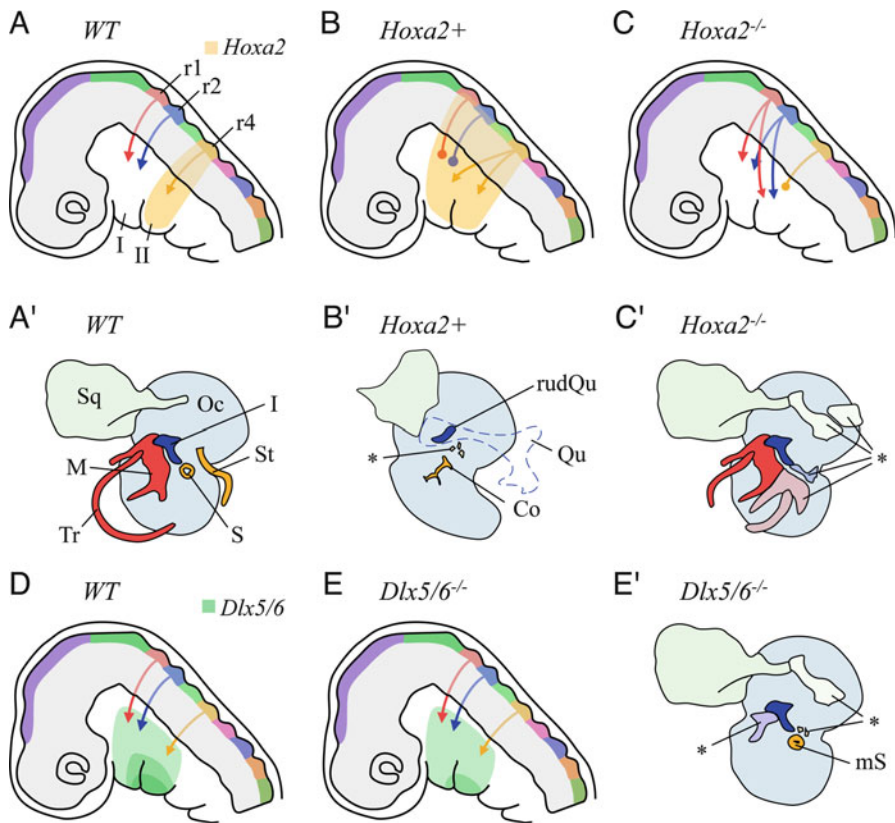 A WT
Hoxa2
r1
r2
r4
I
II
B Hoxa2+
C Hoxa2-/-
A' WT
Sq
Oc
I
M
St
Tr
S
B' Hoxa2+
rudQu
*
Qu
Co
C' Hoxa2-/-
*
D WT
Dlx5/6
E Dlx5/6-/-
E' Dlx5/6-/-
*
*
*
mS